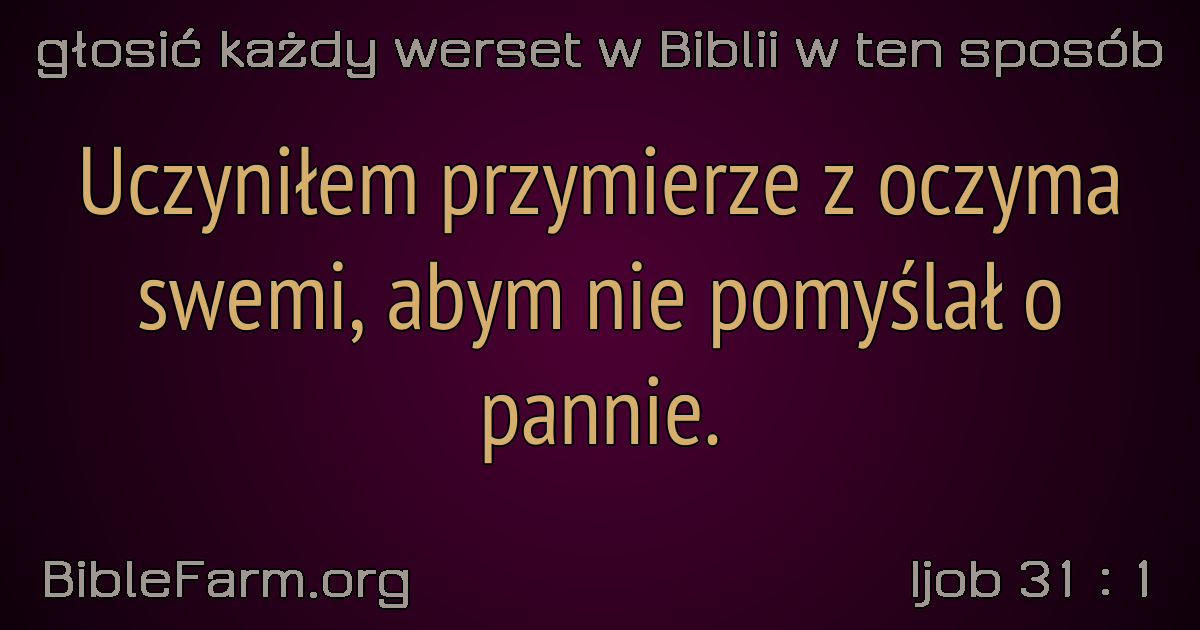 głosić każdy werset w Biblii w ten sposób
Uczyniłem przymierze z oczyma
swemi, abym nie pomyślał o
pannie.
BibleFarm.org
Ijob 31 : 1